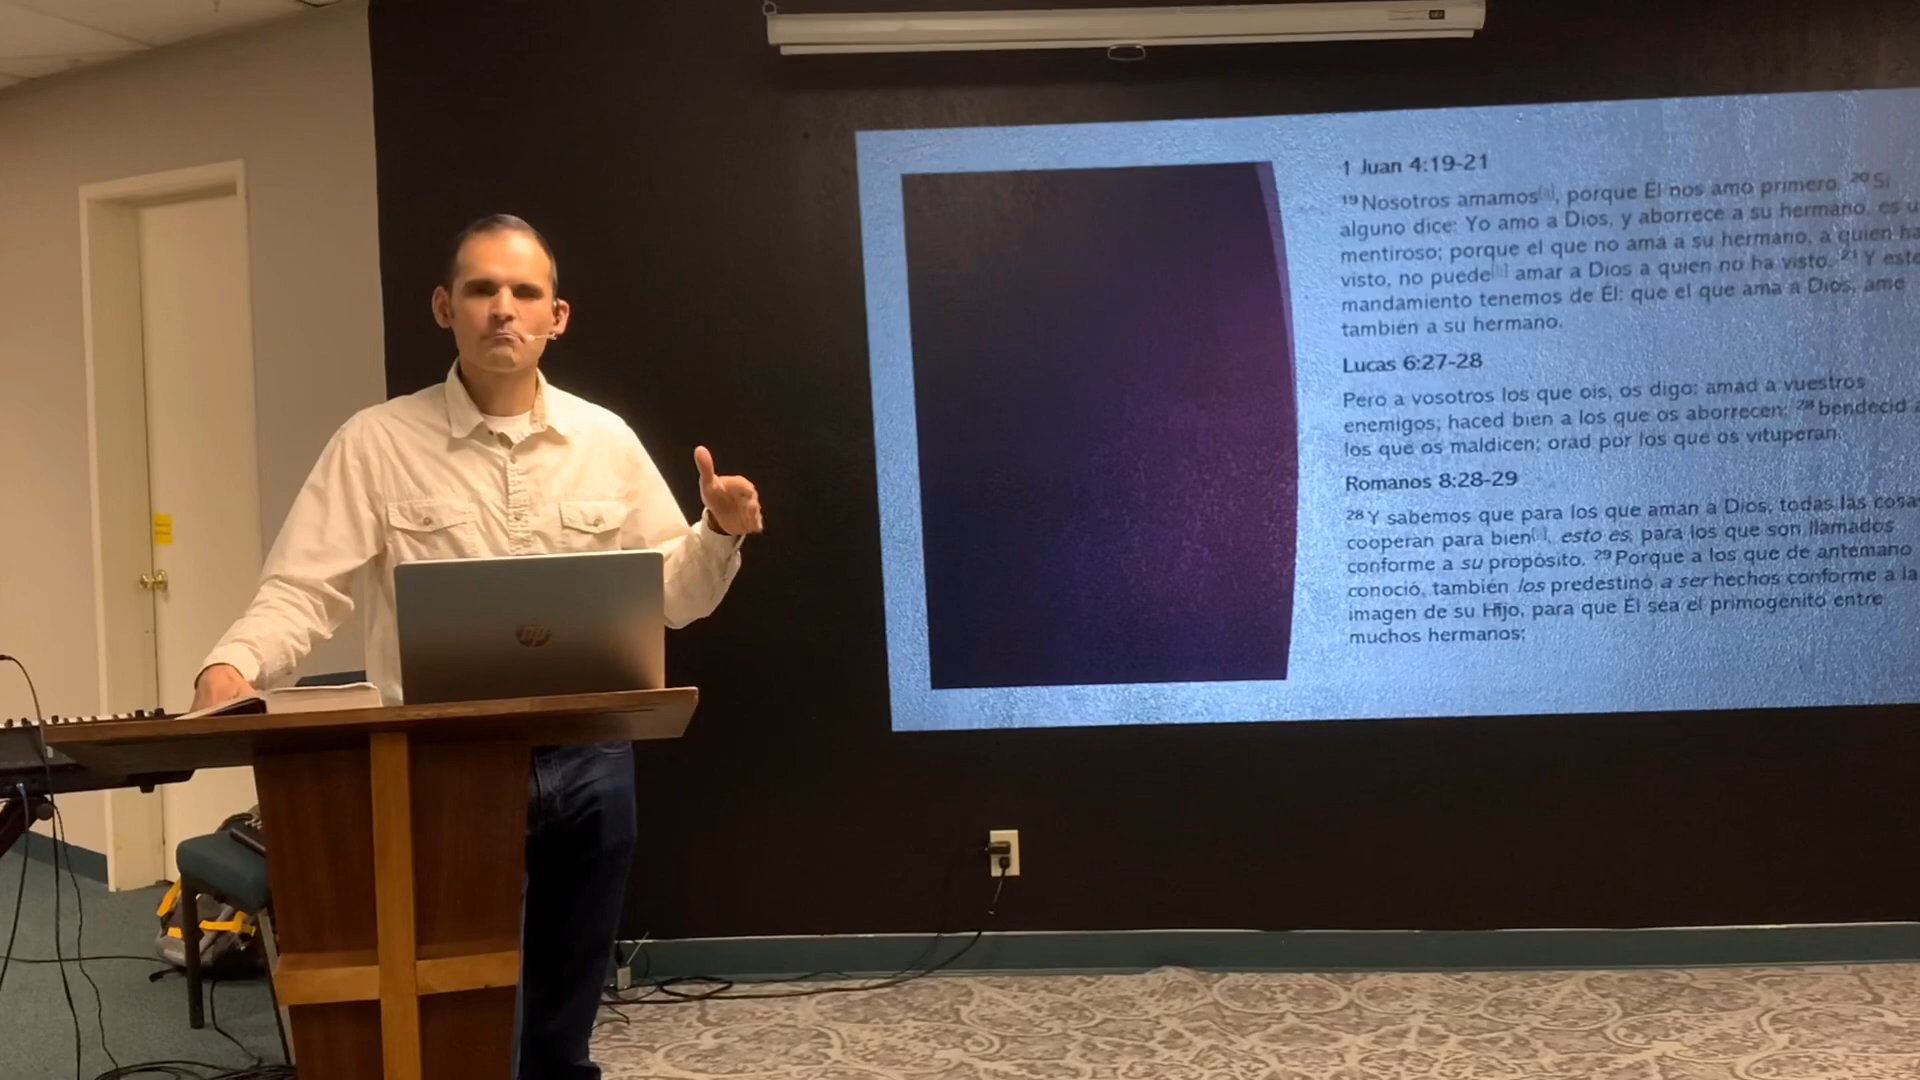 1 Juan 4:19-21
19 Nosotros amamos[], porque Él nos amó primero. 20 Si
alguno dice: Yo amo a Dios, y aborrece a su hermano, es
mentiroso; porque el que no ama a su hermano, a quien ha
visto, no puede[] amar a Dios a quien no ha visto. 21 Y este
mandamiento tenemos de Él: que el que ama a Dios, ame
también a su hermano.
Lucas 6:27-28
Pero a vosotros los que oís, os digo: amad a vuestros
enemigos; haced bien a los que os aborrecen; 28 bendecid a
los que os maldicen; orad por los que os vituperan.
Romanos 8:28-29
28 Y sabemos que para los que aman a Dios, todas las cosas
cooperan para bien[], esto es, para los que son llamados
conforme a su propósito. 29 Porque a los que de antemano
conoció, también los predestinó a ser hechos conforme a la
imagen de su Hijo, para que Él sea el primogénito entre
muchos hermanos;
hp